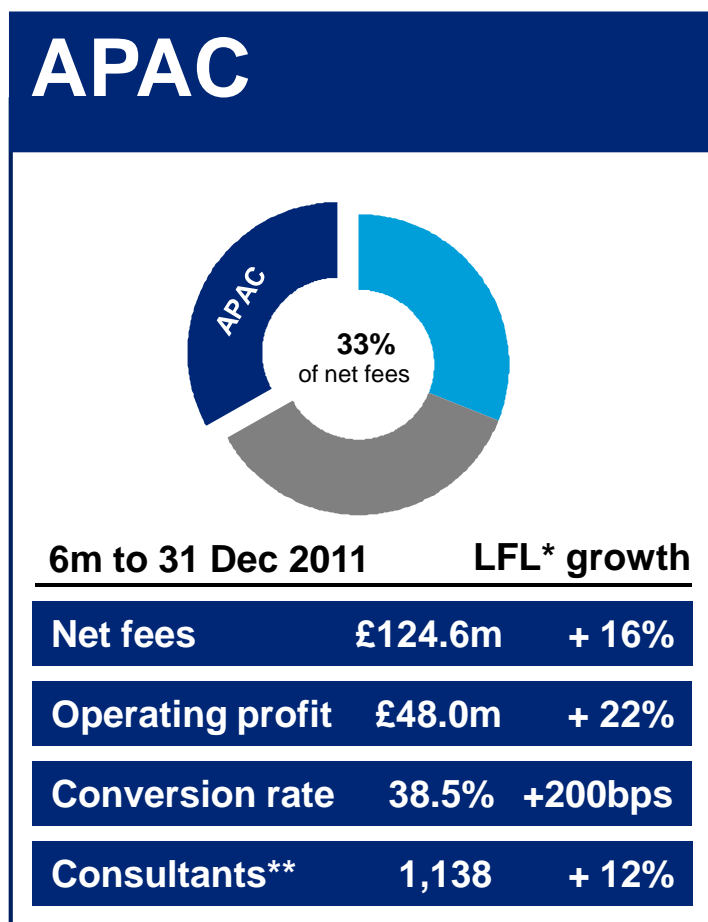 APAC
APAC
33%
of net fees
6m to 31 Dec 2011 LFL* growth
Net fees £124.6m + 16%
Operating profit £48.0m + 22%
Conversion rate 38.5% +200bps
Consultants** 1,138 + 12%